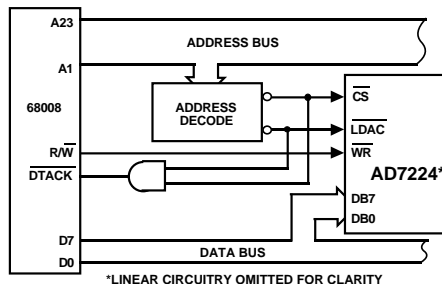 A23
ADDRESS BUS
A1
68008
ADDRESS
DECODE
CS
LDAC
R/W
WR
DTACK
AD7224*
DB7
DB0
D7
DATA BUS
D0
*LINEAR CIRCUITRY OMITTED FOR CLARITY